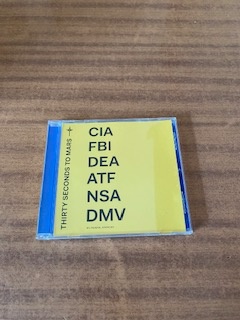 THIRTY SECONDS TO MARS
CIA
FBI
DEA
ATF
NSA
DMV